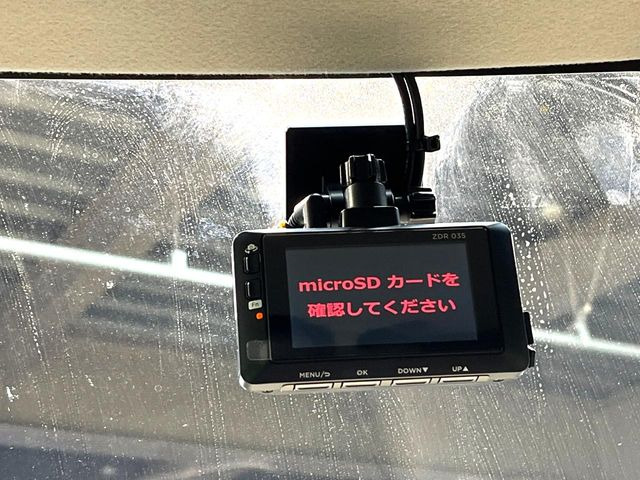 ZDR 035
microSD カードを
確認してください
Fn
MENU/⮌ OK DOWN▼ UP▲